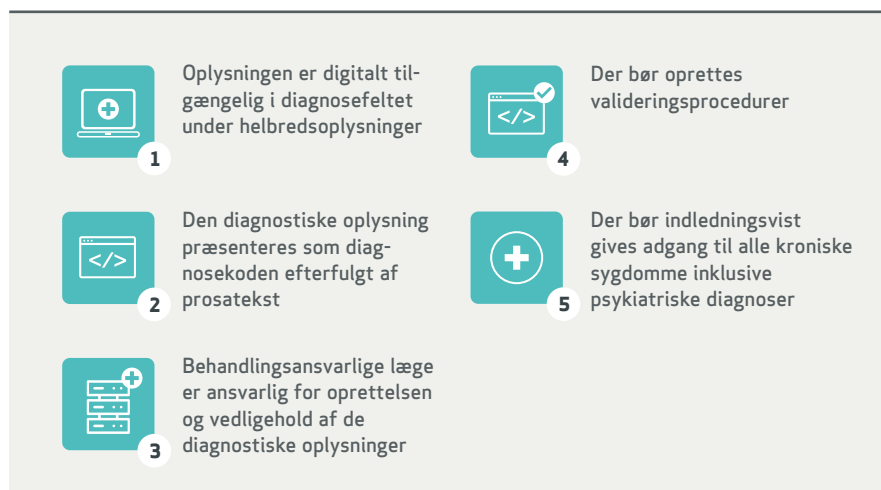 Oplysningen er digitalt til-
gængelig i diagnosefeltet
under helbredsoplysninger
1
Den diagnostiske oplysning
præsenteres som diag-
nosekoden efterfulgt af
prosatekst
</>
2
Behandlingsansvarlige læge
er ansvarlig for oprettelsen
og vedligehold af de
diagnostiske oplysninger
3
Der bør oprettes
valideringsprocedurer
</>
4
Der bør indledningsvist
gives adgang til alle kroniske
sygdomme inklusive
psykiatriske diagnoser
5